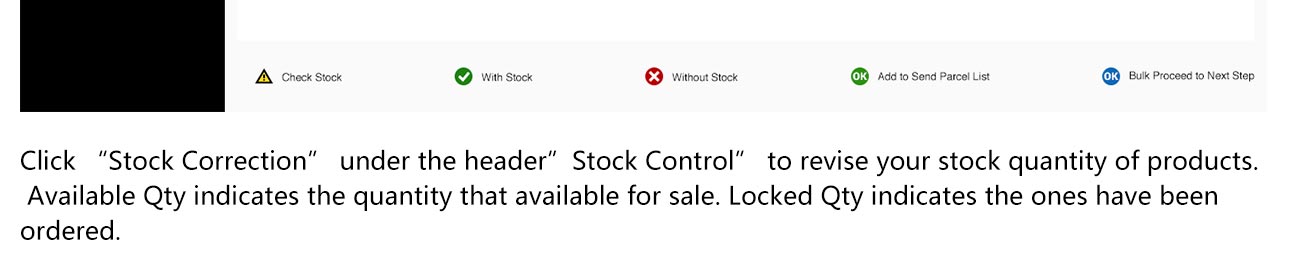 Check Stock With Stock Without Stock OK Add to Send Parcel List OK Bulk Proceed to Next Step
Click “Stock Correction” under the header” Stock Control” to revise your stock quantity of products.
Available Qty indicates the quantity that available for sale. Locked Qty indicates the ones have been
ordered.